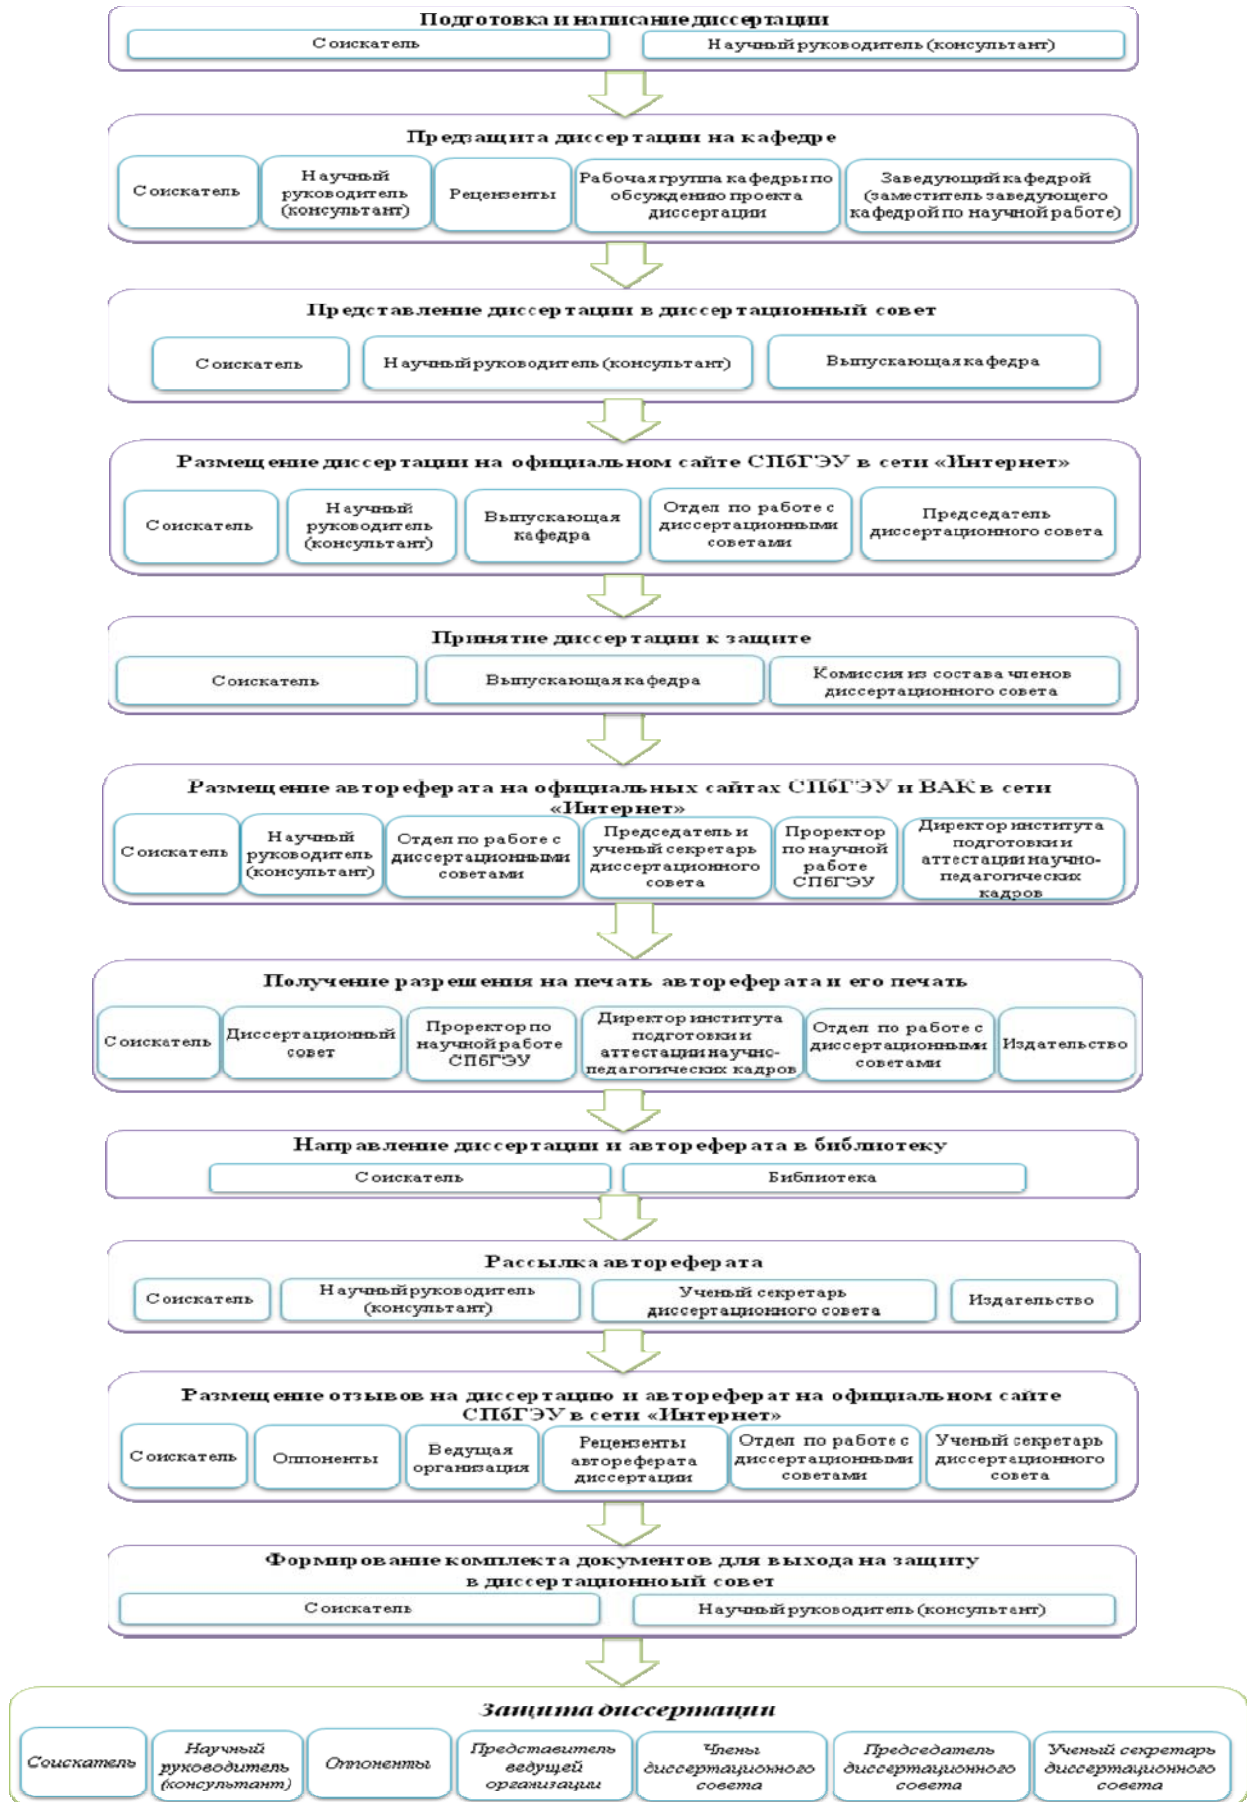 Подготовка и написание диссертации
Соискатель
Научный руководитель (консультант)
Предзащита диссертации на кафедре
Соискатель
Научный
руководитель
(консультант)
Рецензенты
Рабочая группа кафедры по
обсуждению проекта
диссертации
Заведующий кафедрой
(заместитель заведующего
кафедрой по научной работе)
Представление диссертации в диссертационный совет
Соискатель
Научный руководитель (консультант)
Выпускающая кафедра
Размещение диссертации на официальном сайте СПбГЭУ в сети «Интернет»
Соискатель
Научный
руководитель
(консультант)
Выпускающая
кафедра
Отдел по работе с
диссертационными
советами
Председатель
диссертационного совета
Принятие диссертации к защите
Соискатель
Выпускающая кафедра
Комиссия из состава членов
диссертационного совета
Размещение автореферата на официальных сайтах СПбГЭУ и ВАК в сети
«Интернет»
Соискатель
Научный
руководитель
(консультант)
Отдел по работе с
диссертационными
советами
Председатель и
ученый секретарь
диссертационного
совета
Проректор
по научной
работе
СПбГЭУ
Директор института
подготовки и
аттестации научно-
педагогических
кадров
Получение разрешения на печать автореферата и его печать
Соискатель
Диссертационный
совет
Проректор по
научной работе
СПбГЭУ
Директор института
подготовки и
аттестации научно-
педагогических кадров
Отдел по работе с
диссертационными
советами
Издательство
Направление диссертации и автореферата в библиотеку
Соискатель
Библиотека
Рассылка автореферата
Соискатель
Научный руководитель
(консультант)
Ученый секретарь
диссертационного совета
Издательство
Размещение отзывов на диссертацию и автореферат на официальном сайте
СПбГЭУ в сети «Интернет»
Соискатель
Оппоненты
Ведущая
организация
Рецензенты
автореферата
диссертации
Отдел по работе с
диссертационными
советами
Ученый секретарь
диссертационного
совета
Формирование комплекта документов для выхода на защиту
в диссертационноый совет
Соискатель
Научный руководитель (консультант)
Защита диссертации
Соискатель
Научный
руководитель
(консультант)
Оппоненты
Представитель
ведущей
организации
Члены
диссертационного
совета
Председатель
диссертационного
совета
Ученый секретарь
диссертационного
совета